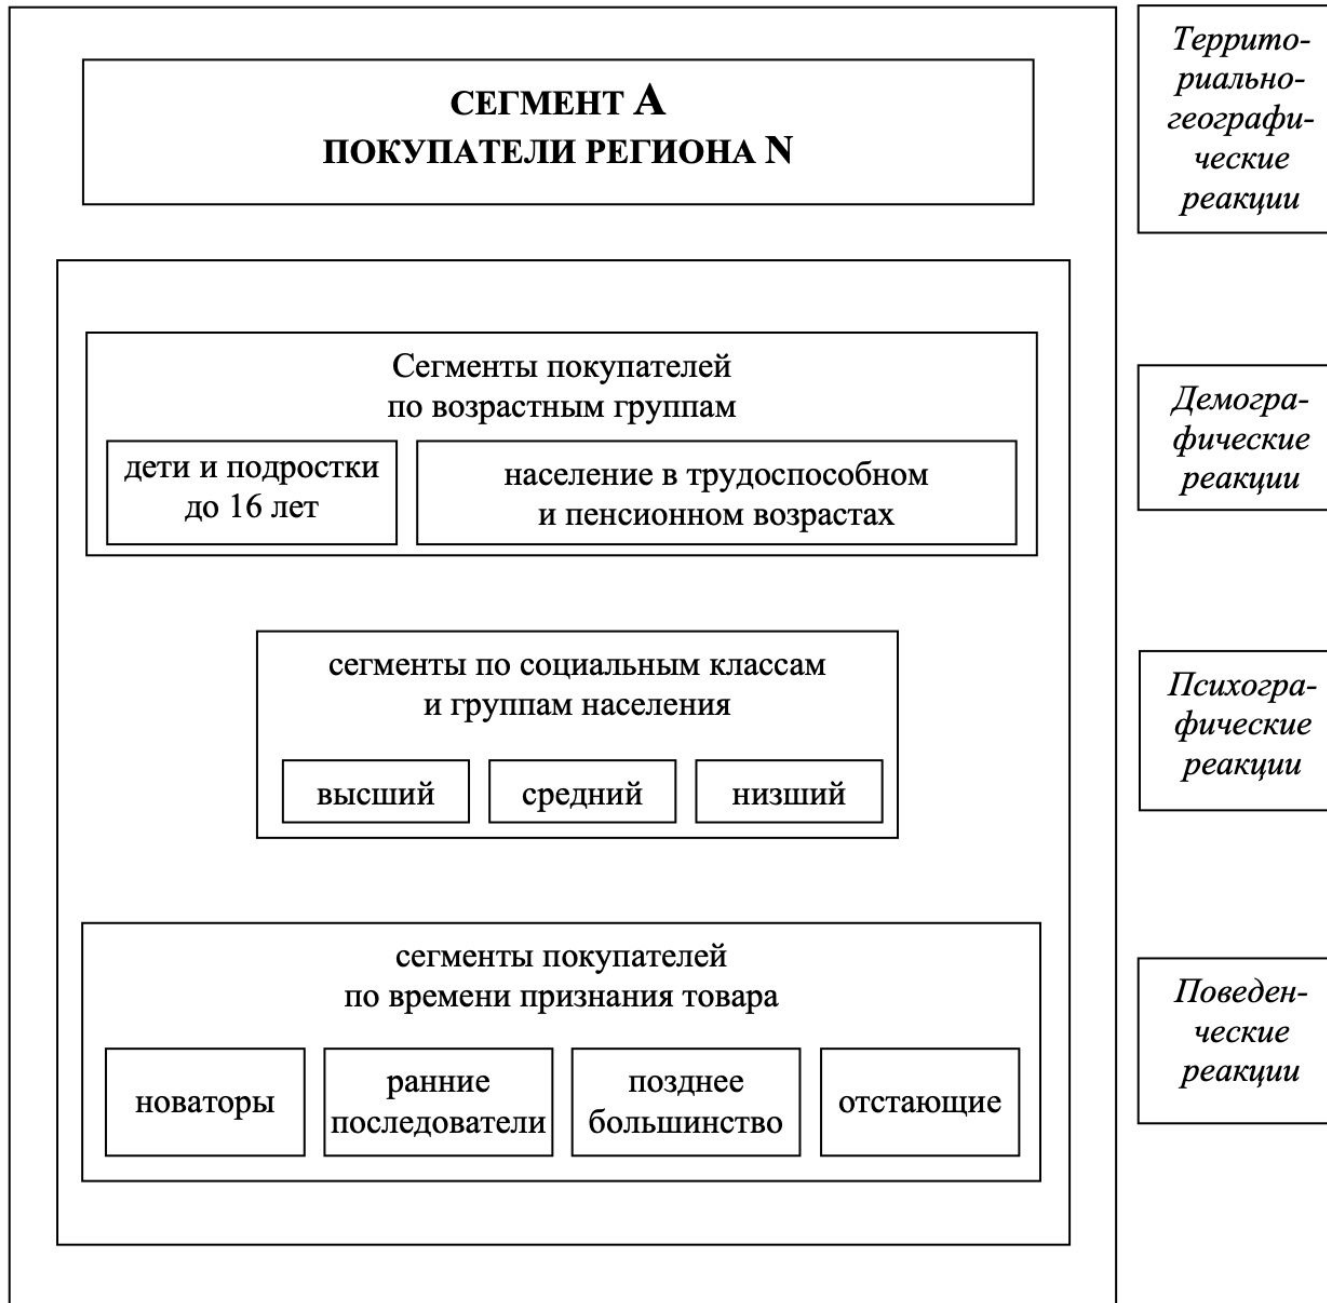 СЕГМЕНТ А
ПОКУПАТЕЛИ РЕГИОНА N
Террито-
риально-
географи-
ческие
реакции
Сегменты покупателей
по возрастным группам
дети и подростки
до 16 лет
население в трудоспособном
и пенсионном возрастах
Демогра-
фические
реакции
сегменты по социальным классам
и группам населения
высший
средний
низший
Психогра-
фические
реакции
сегменты покупателей
по времени признания товара
новаторы
ранние
последователи
позднее
большинство
отстающие
Поведен-
ческие
реакции